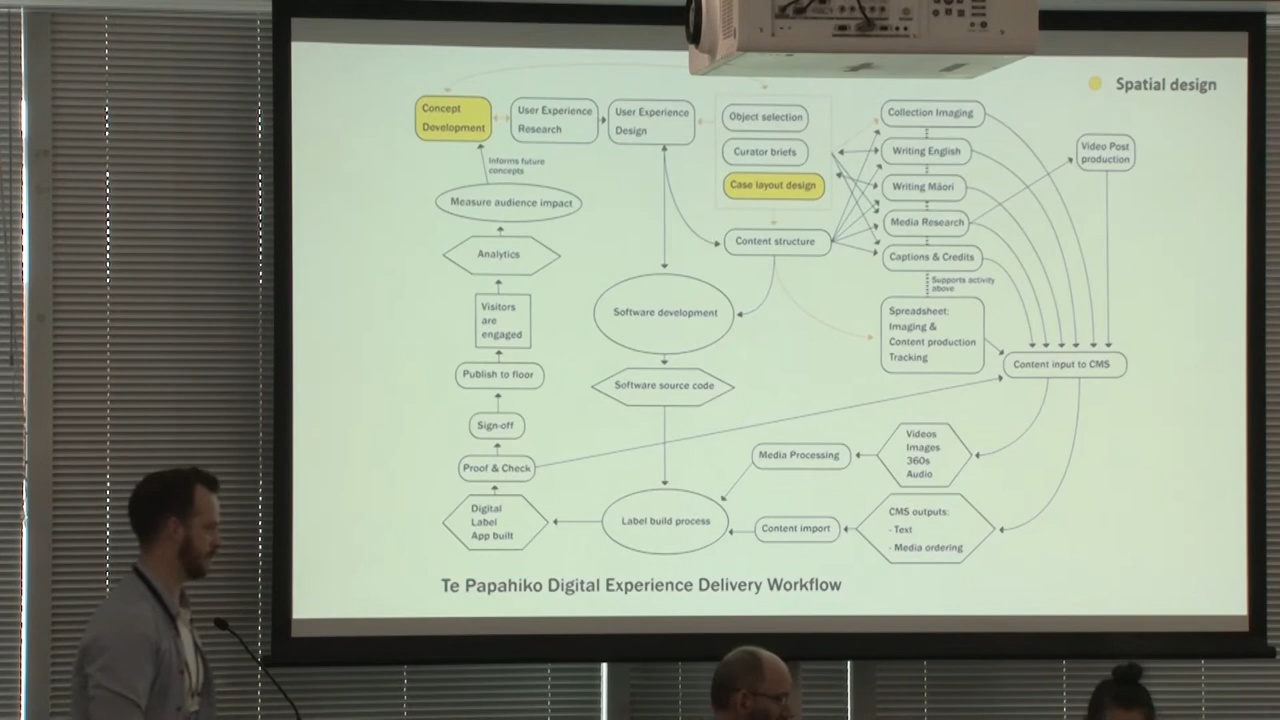 Spatial design
Concept
Development
User Experience
Research
User Experience
Design
Object selection
Curator briefs
Case layout design
Collection Imaging
Writing English
Writing Māori
Media Research
Captions & Credits
Video Post
production
Informs future
concepts
Measure audience impact
Analytics
Visitors
are
engaged
Publish to floor
Sign-off
Proof & Check
Digital
Label
App built
Content structure
Software development
Software source code
Label build process
Supports activity
above
Spreadsheet:
Imaging &
Content production
Tracking
Content input to CMS
Media Processing
Videos
Images
360s
Audio
Content import
CMS outputs:
- Text
- Media ordering
Te Papahiko Digital Experience Delivery Workflow